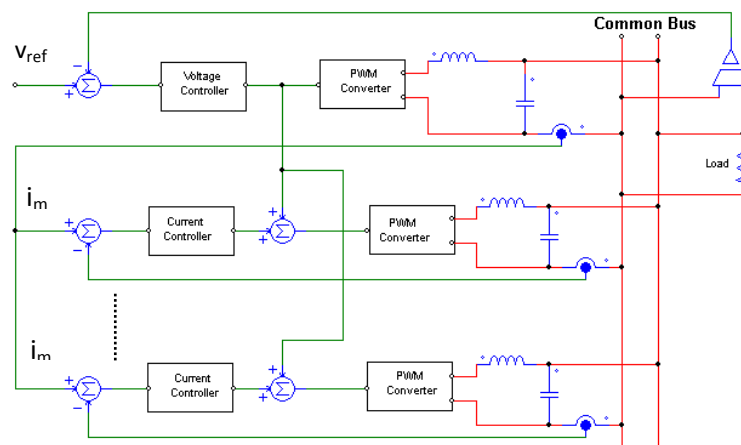 Common Bus
vref
−
+
Σ
Voltage
Controller
PWM
Converter
Load
im
+
−
Σ
Current
Controller
+
+
Σ
PWM
Converter
im
+
−
Σ
Current
Controller
+
+
Σ
PWM
Converter